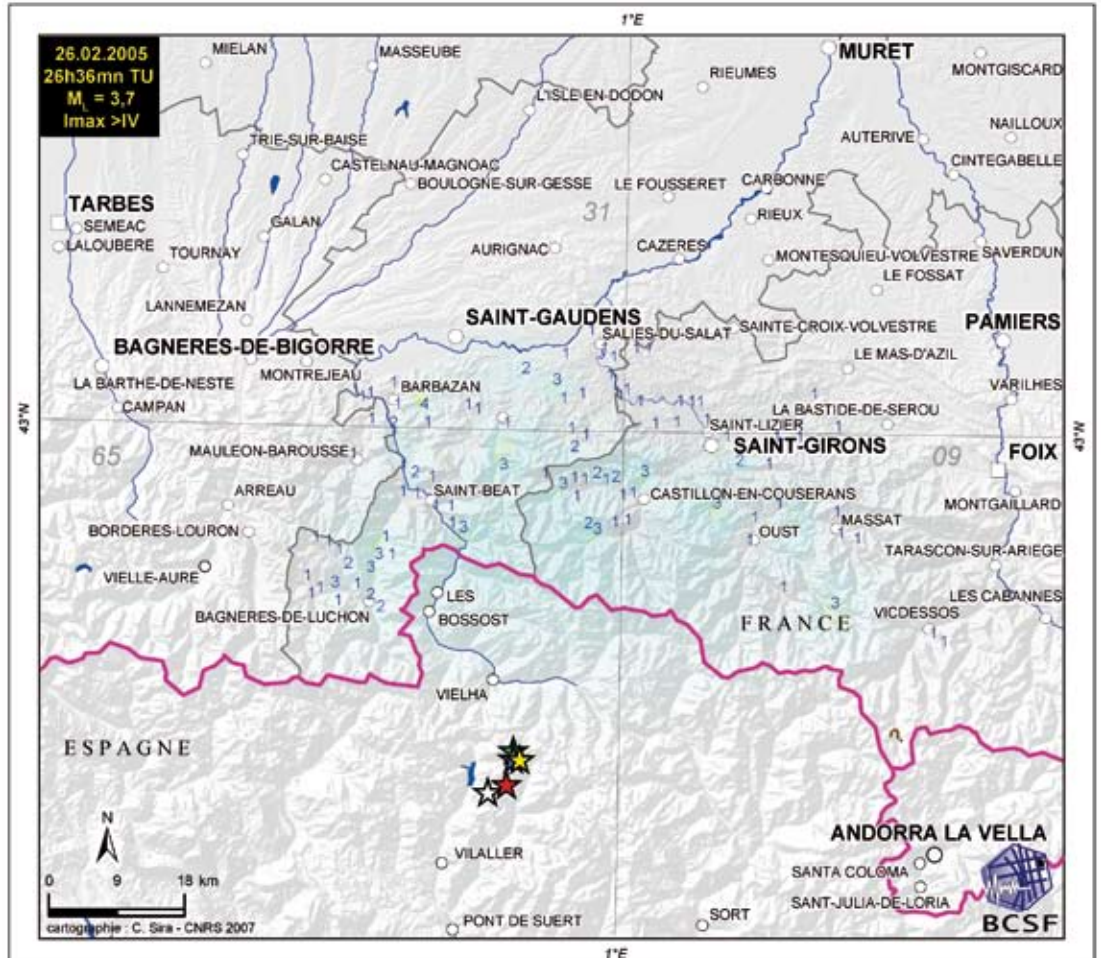 1°E
26.02.2005
26h36mn TU
ML = 3,7
Imax >IV
MIELAN
MASSEUBE
MURET
RIEUMES
MONTGISCARD
L'ISLE-EN-DODON
NAILLOUX
AUTERIVE
TRIE-SUR-BAISE
CINTEGABELLE
CASTELNAU-MAGNOAC
BOULOGNE-SUR-GESSE
LE FOUSSERET
CARBONNE
TARBES
SEMEAC
GALAN
31
RIEUX
LALOUBERE
TOURNAY
AURIGNAC
CAZERES
MONTESQUIEU-VOLVESTRE
SAVERDUN
LE FOSSAT
LANNEMEZAN
SAINT-GAUDENS
SALIES-DU-SALAT
SAINTE-CROIX-VOLVESTRE
PAMIERS
BAGNERES-DE-BIGORRE
LE MAS-D'AZIL
MONTREJEAU
LA BARTHE-DE-NESTE
BARBAZAN
VARILHES
CAMPAN
LA BASTIDE-DE-SEROU
43°N
SAINT-LIZIER
43°N
SAINT-GIRONS
FOIX
65
MAULEON-BAROUSSE
09
ARREAU
SAINT-BEAT
CASTILLON-EN-COUSERANS
MONTGAILLARD
BORDERES-LOURON
OUST
MASSAT
TARASCON-SUR-ARIEGE
VIELLE-AURE
LES
LES CABANNES
BAGNERES-DE-LUCHON
BOSSOST
FRANCE
VICDESSOS
VIELHA
ESPAGNE
N
ANDORRA LA VELLA
VILALLER
SANTA COLOMA
0 9 18 km
SANT-JULIA-DE-LORIA
PONT DE SUERT
SORT
BCSF
cartographie : C. Sira - CNRS 2007
1°E